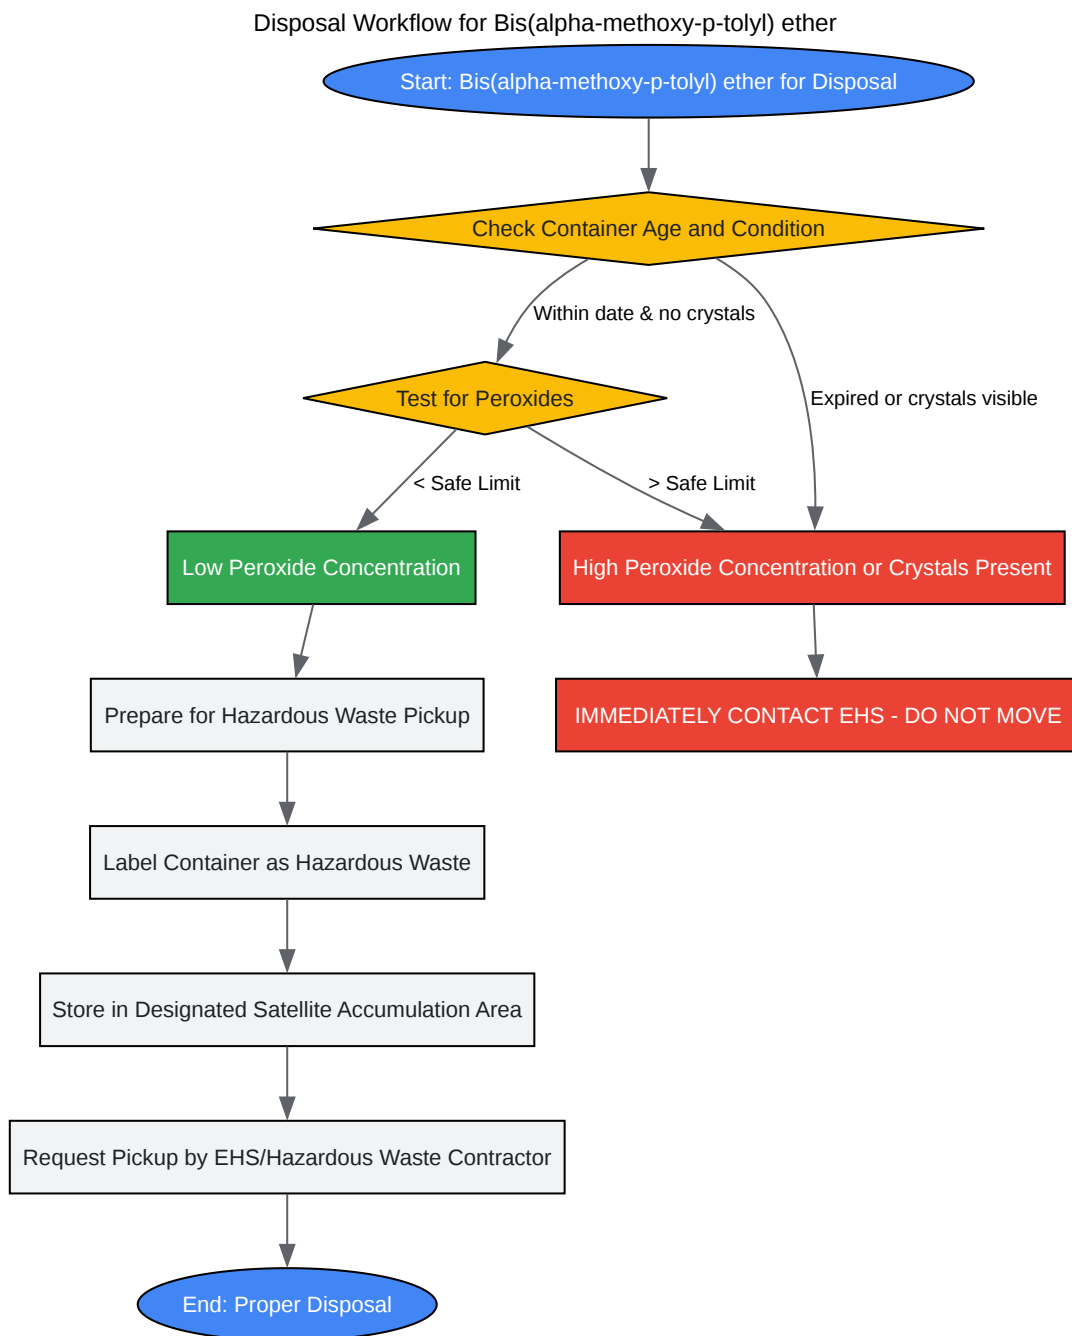 Disposal Workflow for Bis(alpha-methoxy-p-tolyl) ether
Start: Bis(alpha-methoxy-p-tolyl) ether for Disposal
Check Container Age and Condition
Within date & no crystals
Test for Peroxides
Expired or crystals visible
< Safe Limit
> Safe Limit
Low Peroxide Concentration
High Peroxide Concentration or Crystals Present
Prepare for Hazardous Waste Pickup
IMMEDIATELY CONTACT EHS - DO NOT MOVE
Label Container as Hazardous Waste
Store in Designated Satellite Accumulation Area
Request Pickup by EHS/Hazardous Waste Contractor
End: Proper Disposal